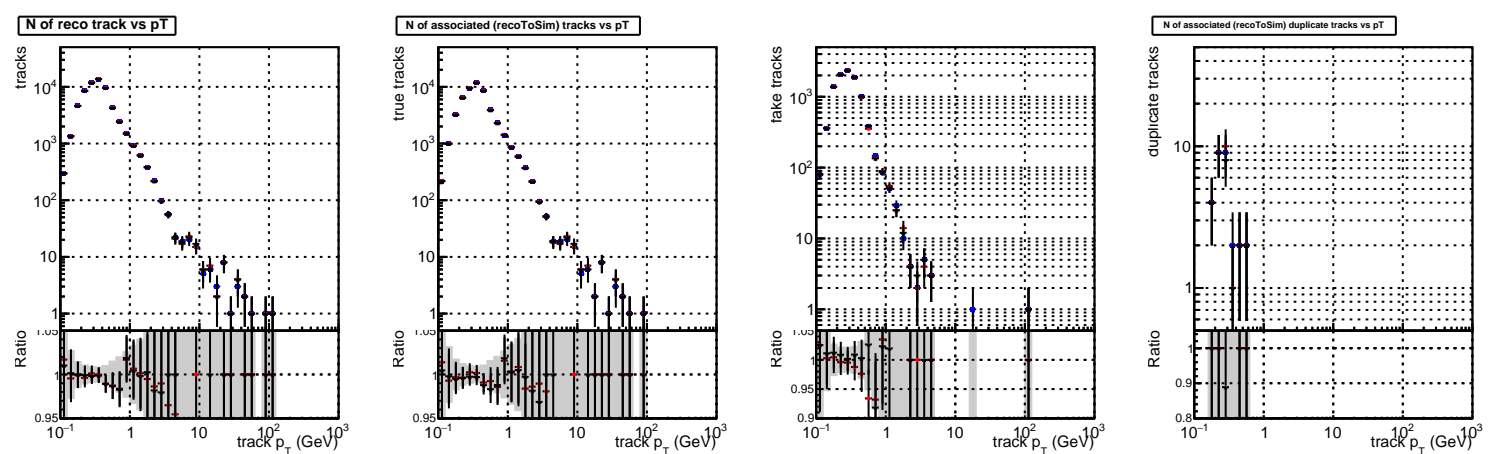 N of reco track vs pT
tracks
10^4
10^3
10^2
10
1
Ratio
1.05
0.95
10^-1 1 10 10^2 10^3
track p_T (GeV)
N of associated (recoToSim) tracks vs pT
true tracks
10^4
10^3
10^2
10
1
Ratio
1.05
0.95
10^-1 1 10 10^2 10^3
track p_T (GeV)
fake tracks
10^3
10^2
10
1
Ratio
1.05
1
0.95
0.9
10^-1 1 10 10^2 10^3
track p_T (GeV)
N of associated (recoToSim) duplicate tracks vs pT
duplicate tracks
10
1
Ratio
1
0.9
0.8
10^-1 1 10 10^2 10^3
track p_T (GeV)